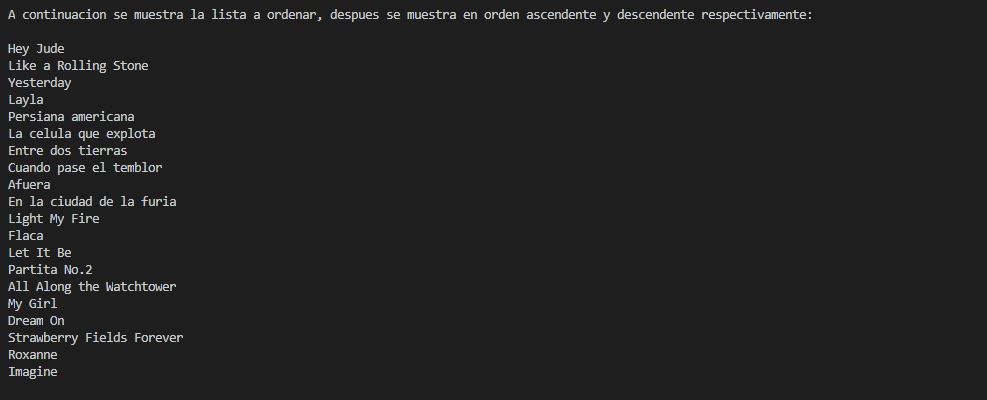 A continuacion se muestra la lista a ordenar, despues se muestra en orden ascendente y descendente respectivamente:
Hey Jude
Like a Rolling Stone
Yesterday
Layla
Persiana americana
La celula que explota
Entre dos tierras
Cuando pase el temblor
Afuera
En la ciudad de la furia
Light My Fire
Flaca
Let It Be
Partita No.2
All Along the Watchtower
My Girl
Dream On
Strawberry Fields Forever
Roxanne
Imagine